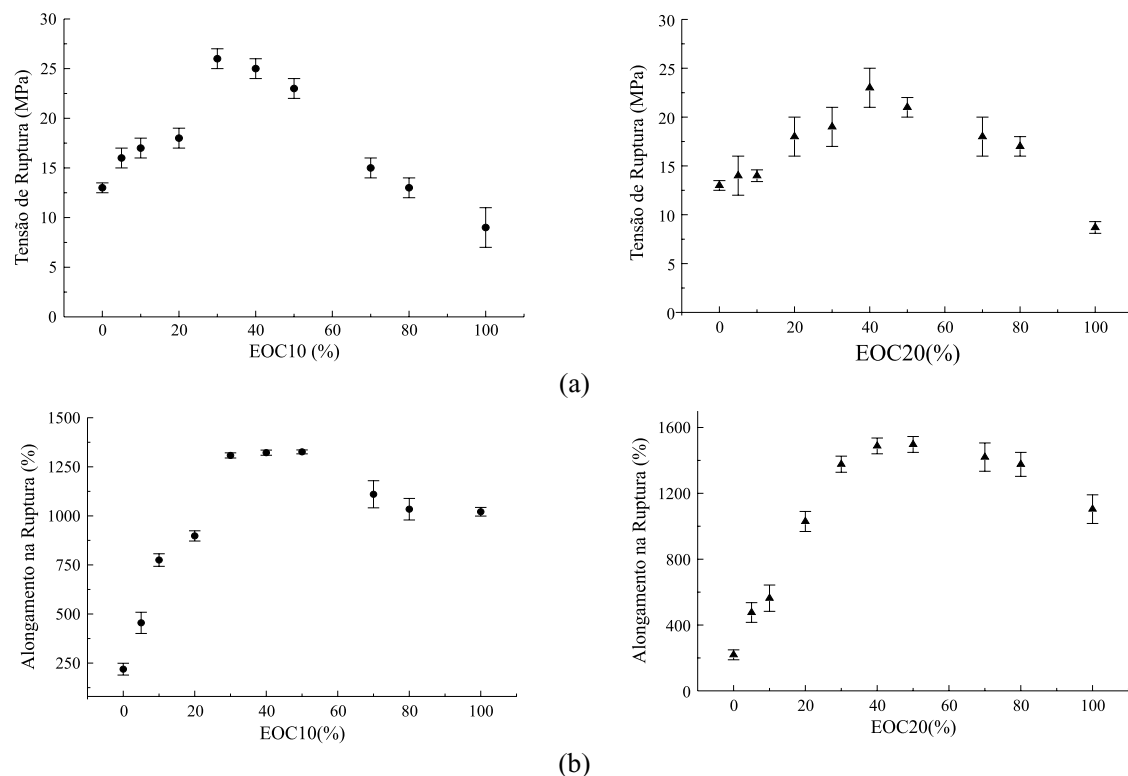 Tensão de Ruptura (MPa)
30
25
20
15
10
5
0
0 20 40 60 80 100
EOC10 (%)
Tensão de Ruptura (MPa)
30
25
20
15
10
5
0
0 20 40 60 80 100
EOC20(%)
(a)
Alongamento na Ruptura (%)
1500
1250
1000
750
500
250
0 20 40 60 80 100
EOC10(%)
Alongamento na Ruptura (%)
1600
1200
800
400
0
0 20 40 60 80 100
EOC20(%)
(b)